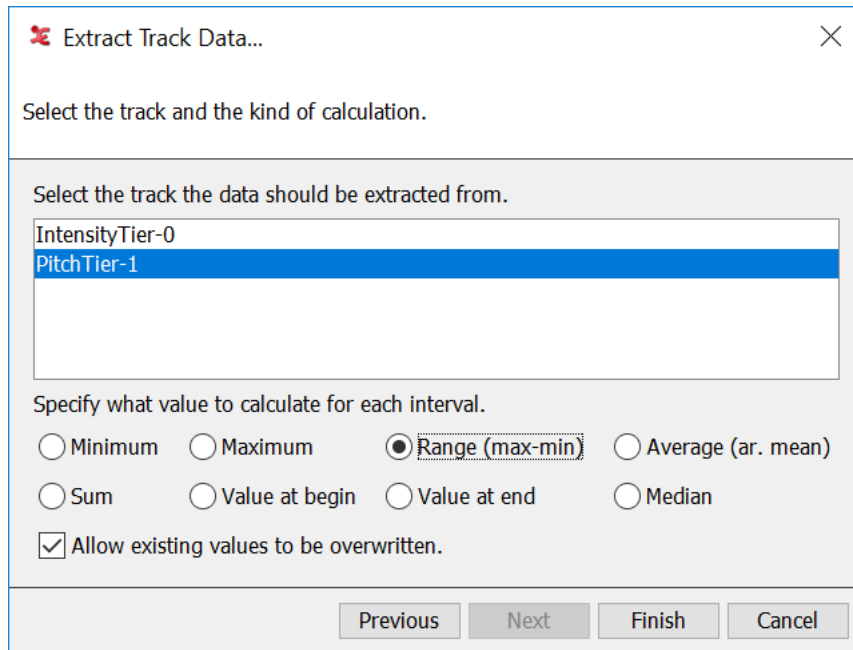 Extract Track Data...
Select the track and the kind of calculation.
Select the track the data should be extracted from.
IntensityTier-0
PitchTier-1
Specify what value to calculate for each interval.
Minimum Maximum Range (max-min) Average (ar. mean)
Sum Value at begin Value at end Median
Allow existing values to be overwritten.
Previous Next Finish Cancel